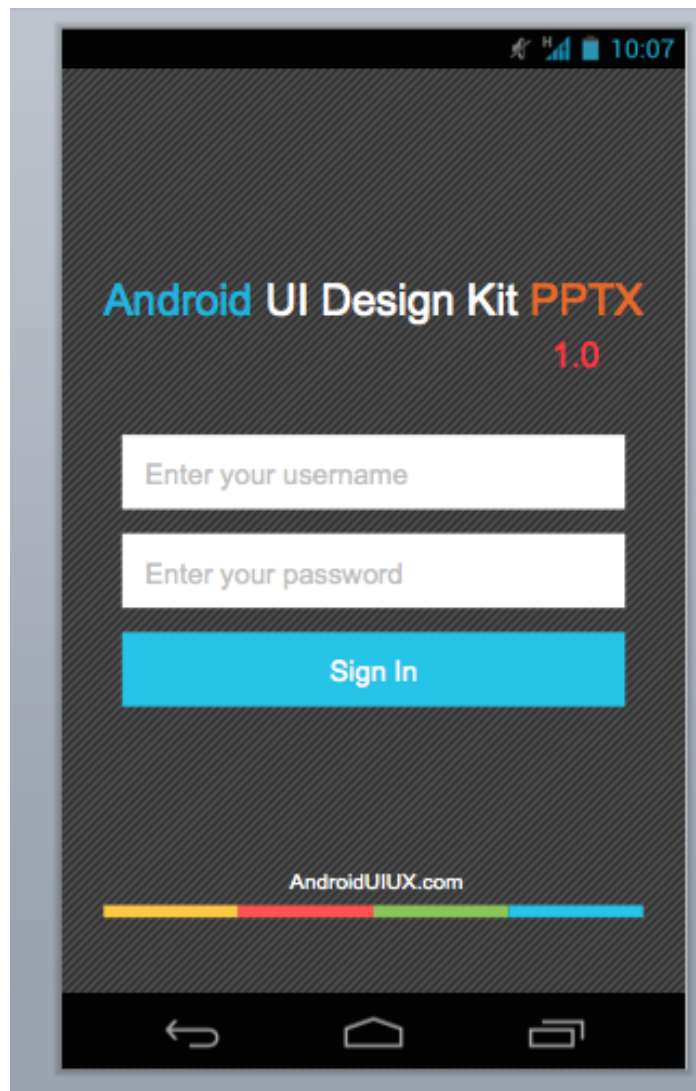 H 10:07
Android UI Design Kit PPTX
1.0
Enter your username
Enter your password
Sign In
AndroidUIUX.com